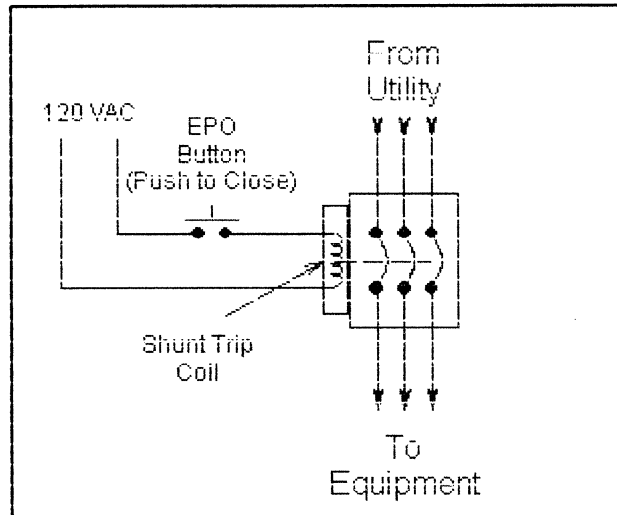 From
Utility
120 VAC
EPO
Button
(Push to Close)
Shunt Trip
Coil
To
Equipment